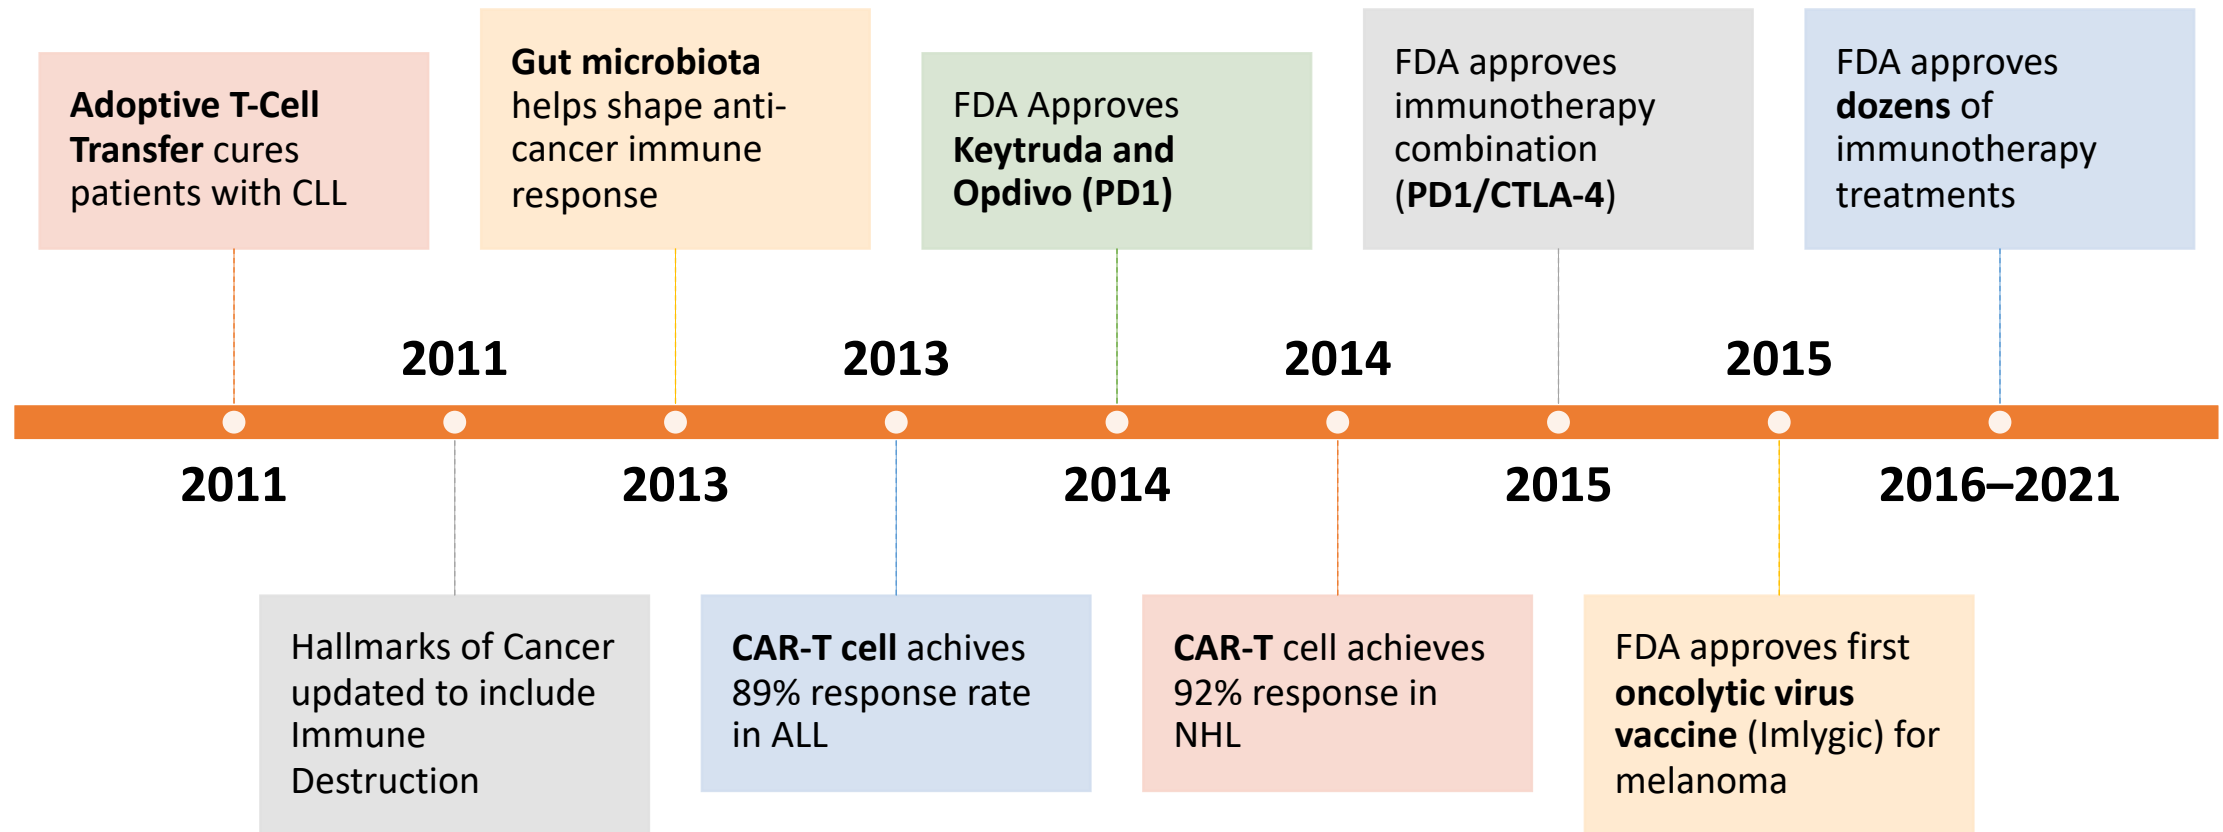 Adoptive T-Cell
Transfer cures
patients with CLL
2011
2011
Hallmarks of Cancer
updated to include
Immune
Destruction
Gut microbiota
helps shape anti-
cancer immune
response
2013
2013
CAR-T cell achives
89% response rate
in ALL
FDA Approves
Keytruda and
Opdivo (PD1)
2014
2014
CAR-T cell achieves
92% response in
NHL
FDA approves
immunotherapy
combination
(PD1/CTLA-4)
2015
2015
FDA approves first
oncolytic virus
vaccine (Imlygic) for
melanoma
FDA approves
dozens of
immunotherapy
treatments
2016–2021